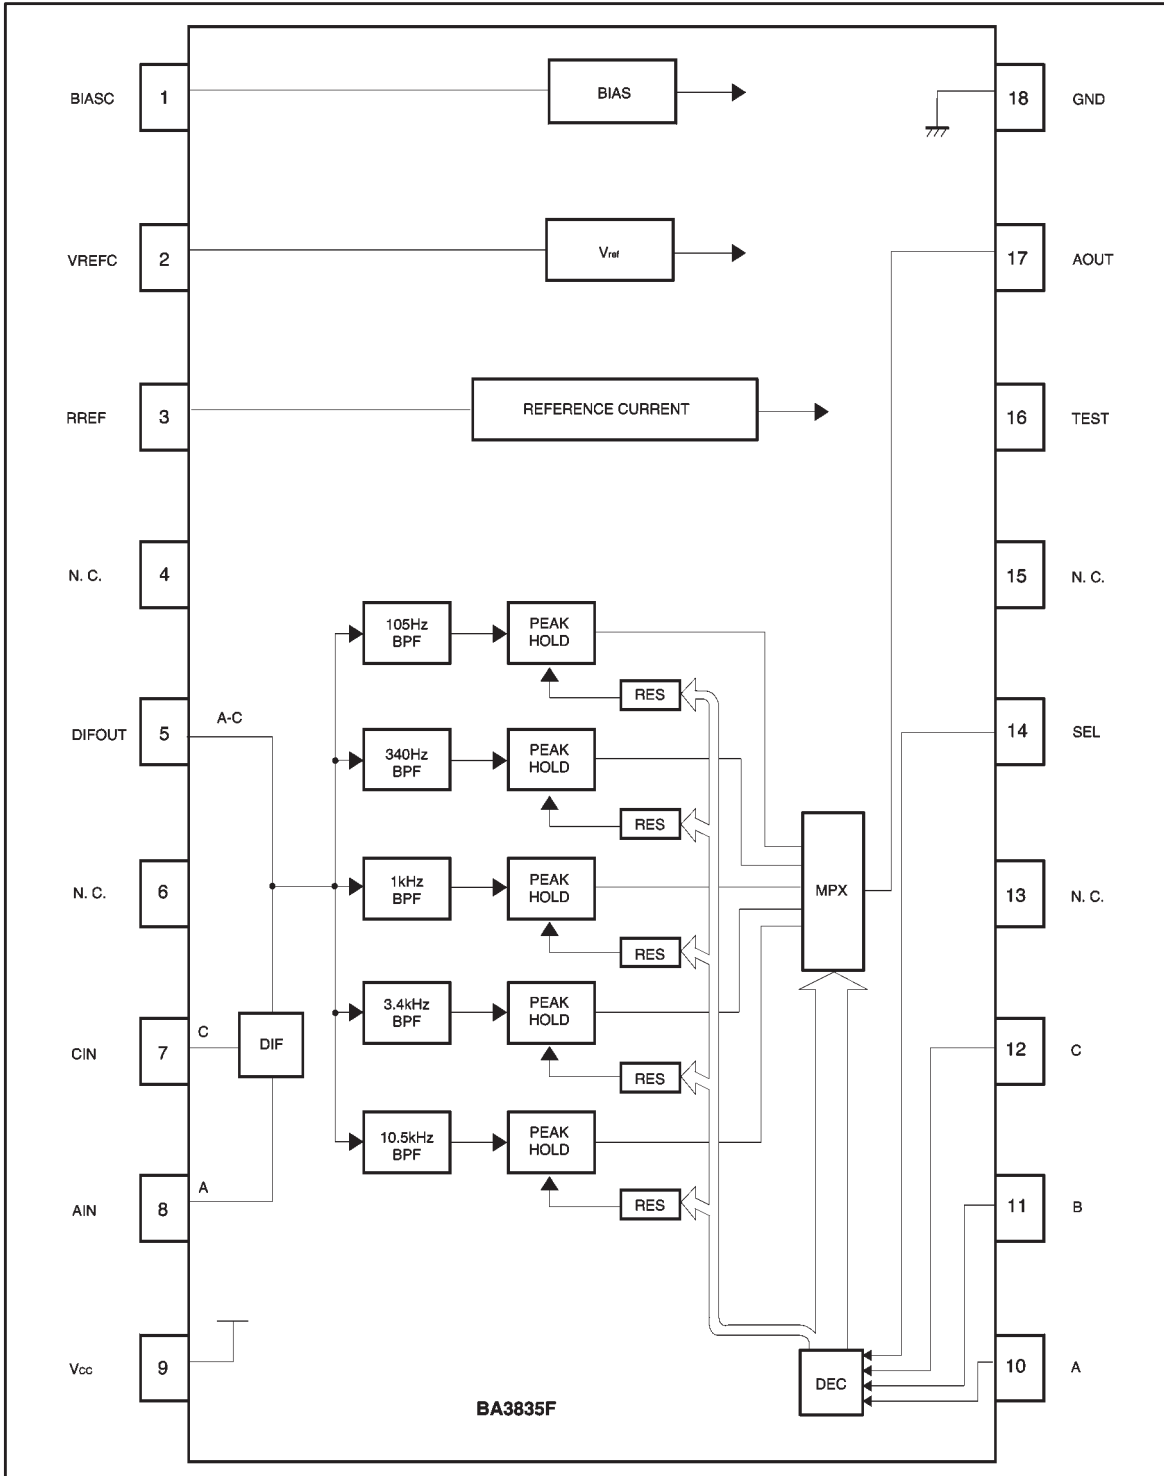 BIASC 1 BIAS 18 GND
VREFC 2 Vref 17 AOUT
RREF 3 REFERENCE CURRENT 16 TEST
N. C. 4 15 N. C.
105Hz
BPF
PEAK
HOLD
RES
DIFOUT 5 A-C 14 SEL
340Hz
BPF
PEAK
HOLD
RES
N. C. 6 13 N. C.
1kHz
BPF
PEAK
HOLD
MPX
RES
3.4kHz
BPF
PEAK
HOLD
CIN 7 C DIF 12 C
RES
10.5kHz
BPF
PEAK
HOLD
AIN 8 A 11 B
RES
Vcc 9 10 A
DEC
BA3835F